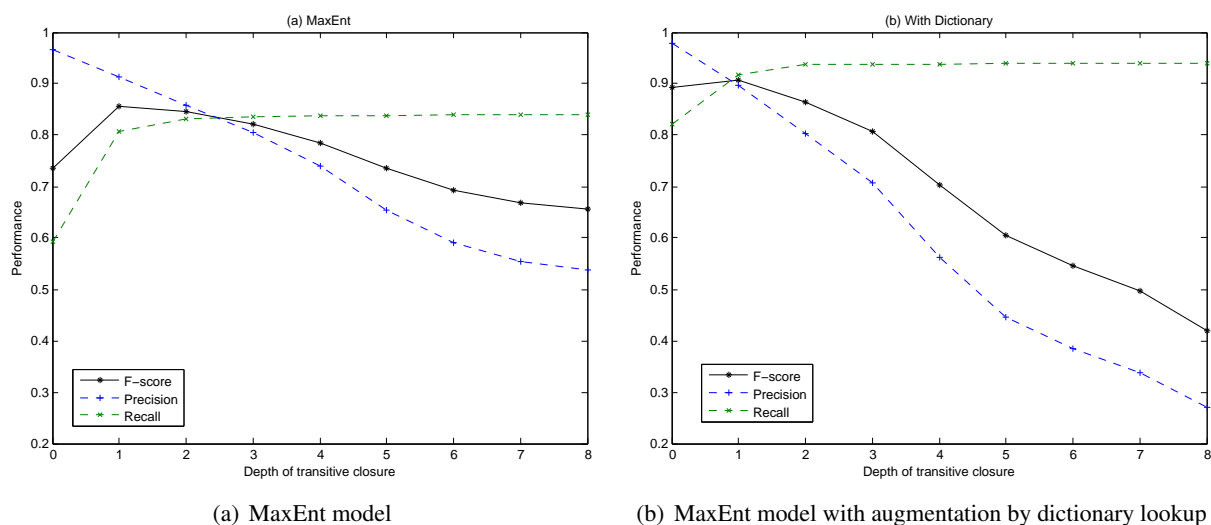 (a) MaxEnt
1
0.9
0.8
0.7
0.6
0.5
0.4
0.3
0.2
Performance
F−score
Precision
Recall
0 1 2 3 4 5 6 7 8
Depth of transitive closure
(a) MaxEnt model
(b) With Dictionary
1
0.9
0.8
0.7
0.6
0.5
0.4
0.3
0.2
Performance
F−score
Precision
Recall
0 1 2 3 4 5 6 7 8
Depth of transitive closure
(b) MaxEnt model with augmentation by dictionary lookup